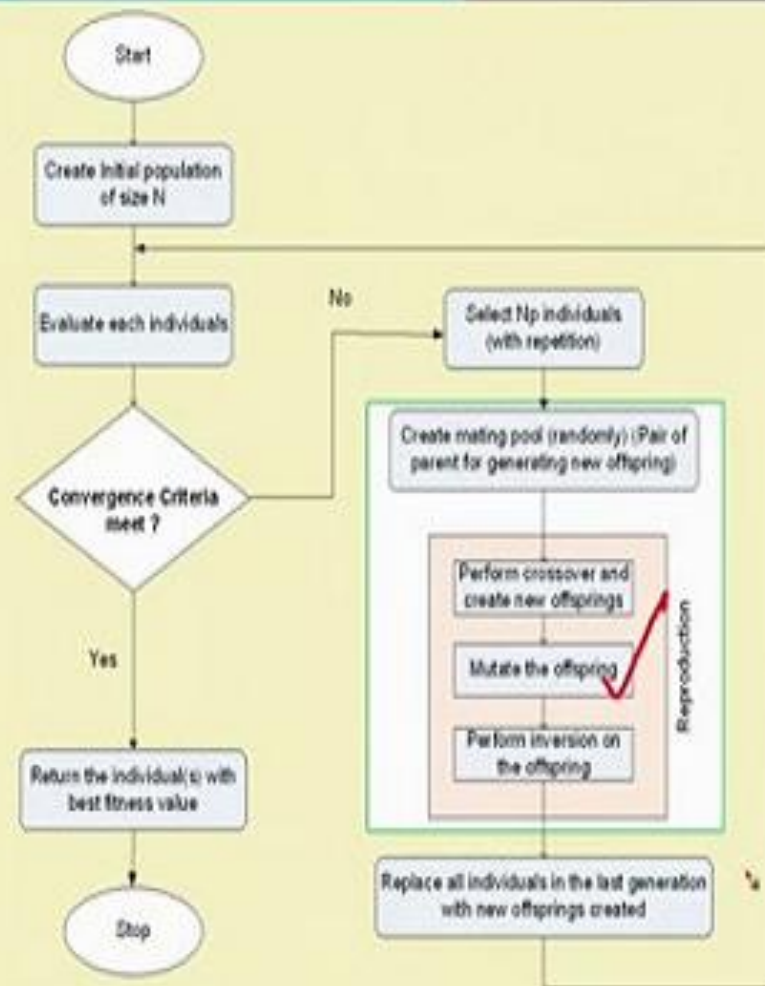 Start
Create Initial population
of size N
Evaluate each individuals
No
Select Np individuals
(with repetition)
Convergence Criteria
meet ?
Create mating pool (randomly) (Pair of
parent for generating new offspring)
Perform crossover and
create new offsprings
Mutate the offspring
Perform inversion on
the offspring
Reproduction
Yes
Return the individual(s) with
best fitness value
Replace all individuals in the last generation
with new offsprings created
Stop